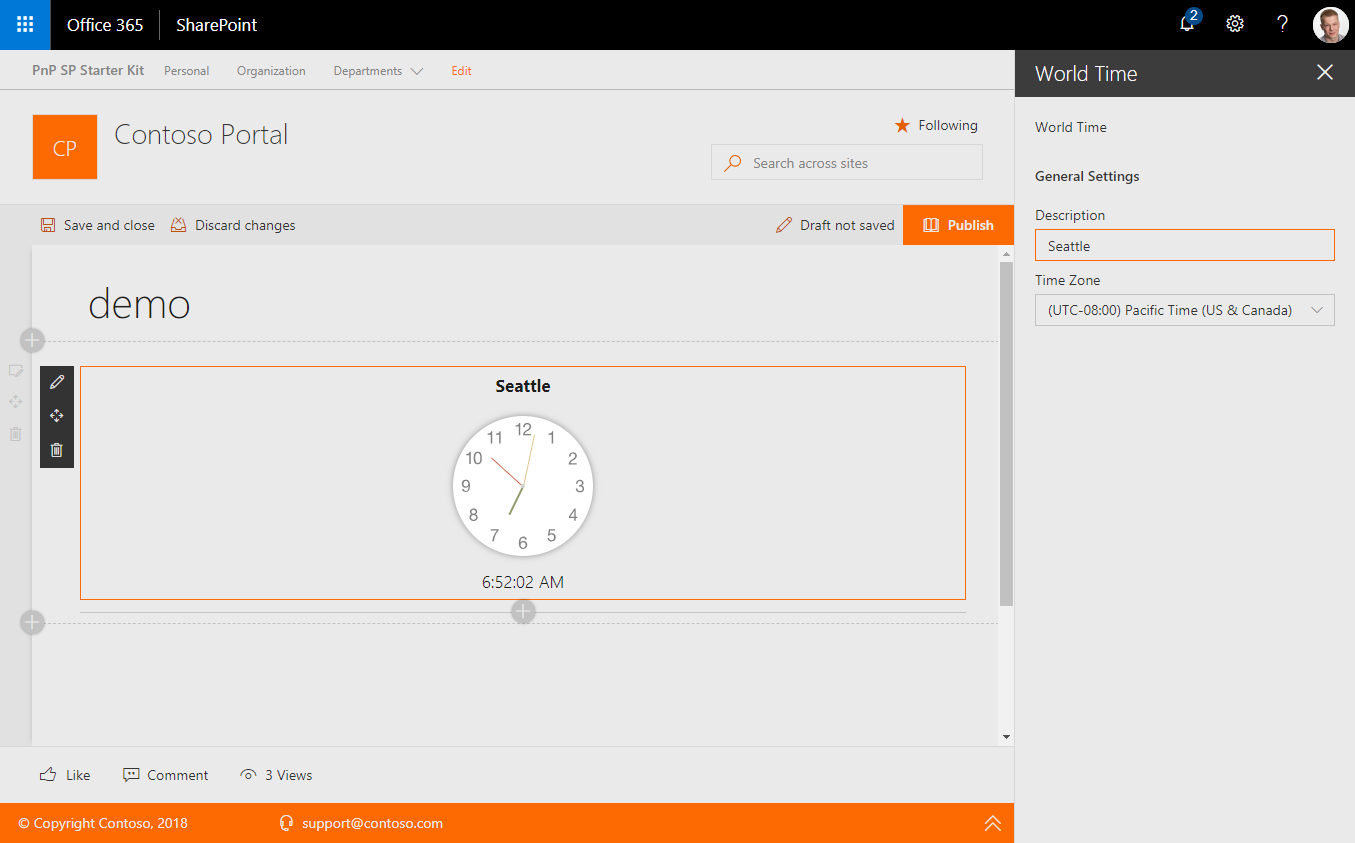 Office 365 SharePoint 2
PnP SP Starter Kit Personal Organization Departments Edit
CP
Contoso Portal
Following
Search across sites
Save and close Discard changes Draft not saved Publish
demo
Seattle
12
11 1
10 2
9 3
8 4
7 5
6
6:52:02 AM
Like Comment 3 Views
© Copyright Contoso, 2018 support@contoso.com
World Time
World Time
General Settings
Description
Seattle
Time Zone
(UTC-08:00) Pacific Time (US & Canada)